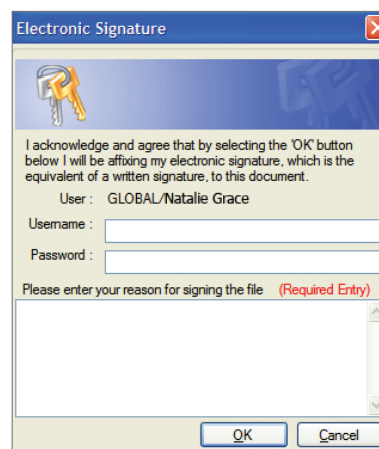 Electronic Signature
I acknowledge and agree that by selecting the 'OK' button
below I will be affixing my electronic signature, which is the
equivalent of a written signature, to this document.
User : GLOBAL/Natalie Grace
Username :
Password :
Please enter your reason for signing the file (Required Entry)
OK Cancel